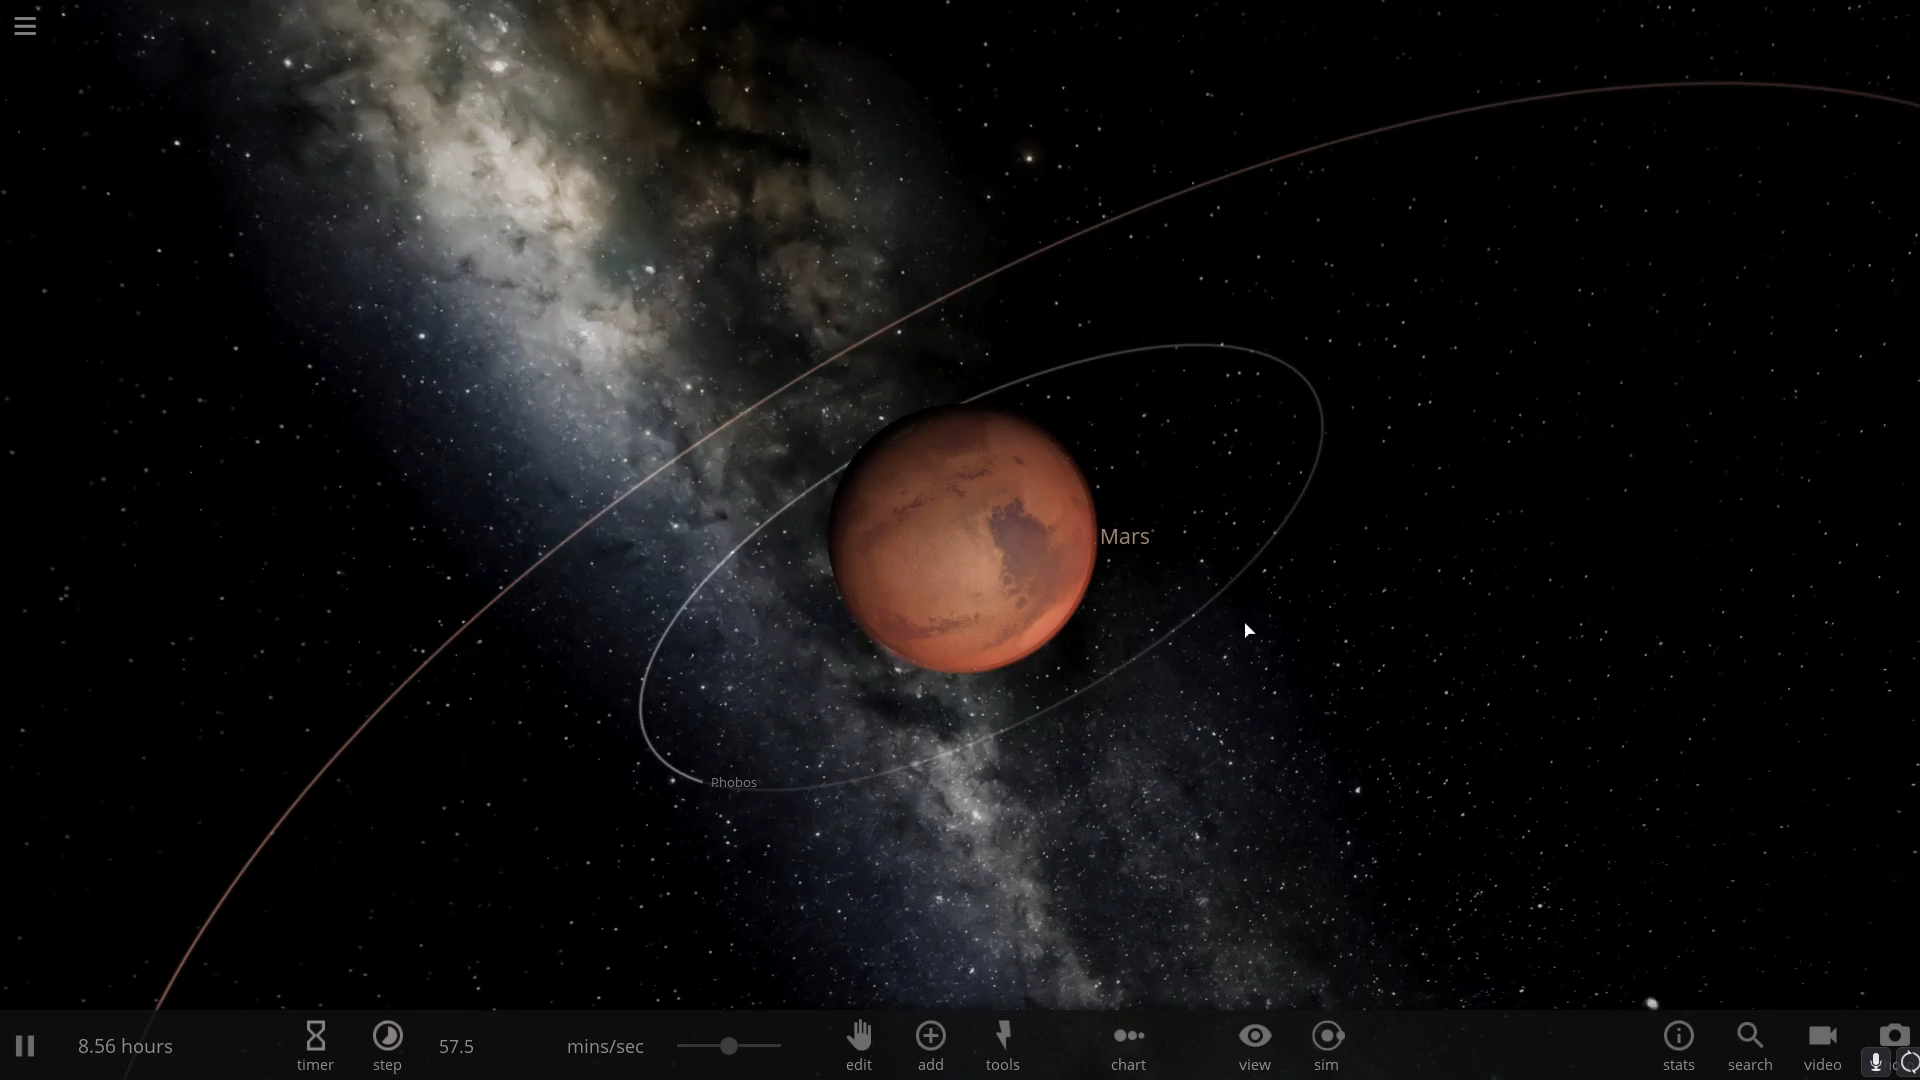 Mars
Phobos
8.56 hours
timer
step
57.5
mins/sec
edit
add
tools
chart
view
sim
stats
search
video